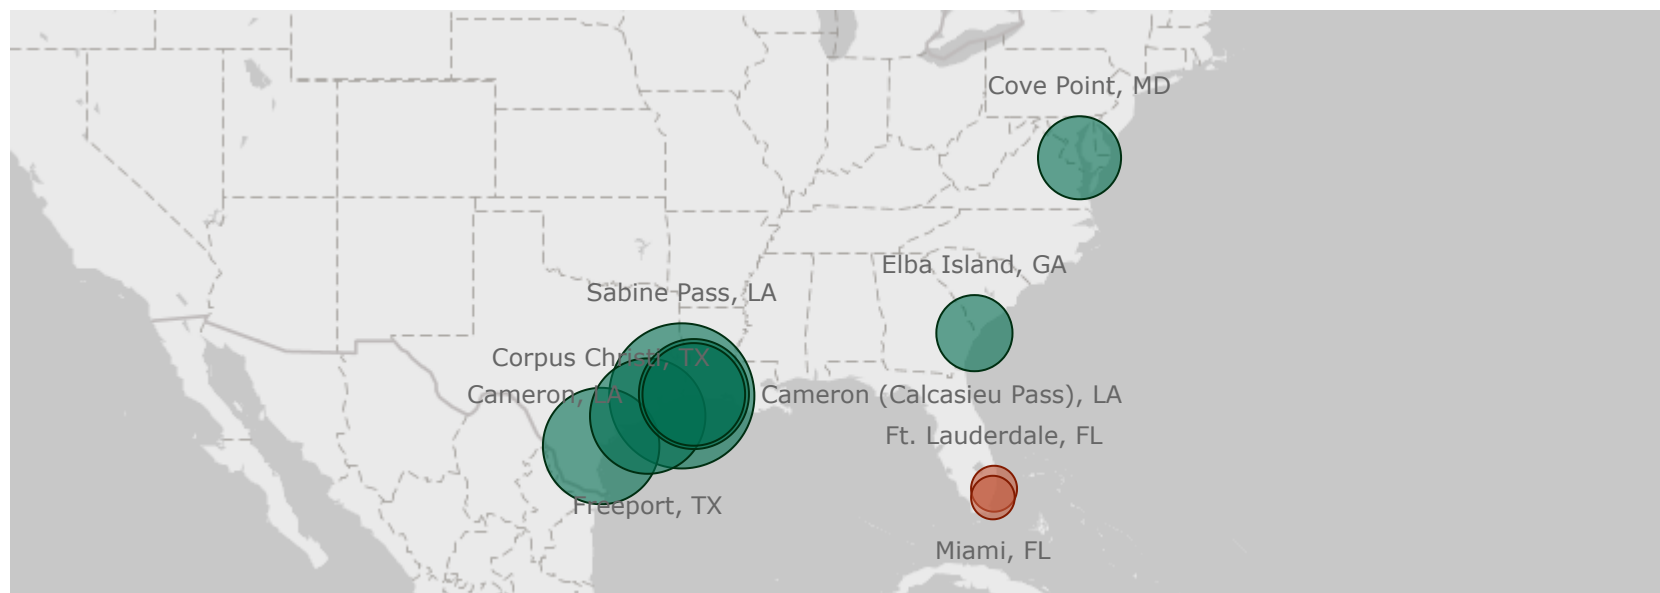 Cove Point, MD
Elba Island, GA
Sabine Pass, LA
Corpus Christi, TX
Cameron, LA
Cameron (Calcasieu Pass), LA
Ft. Lauderdale, FL
Freeport, TX
Miami, FL